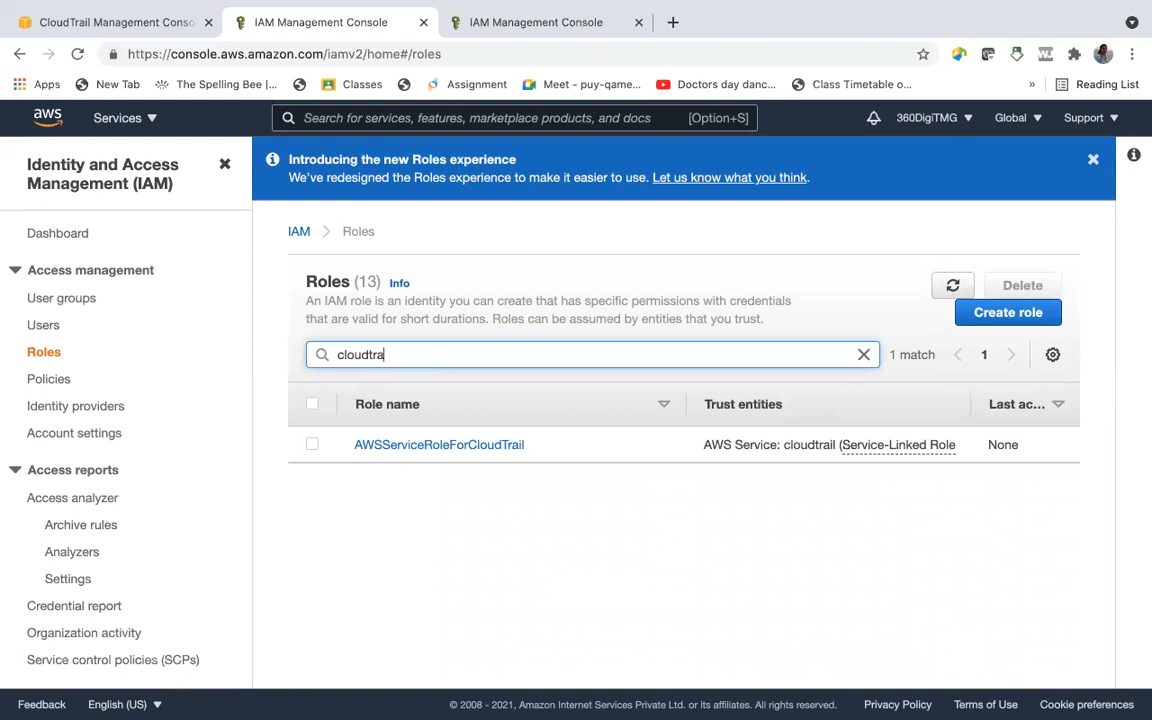 CloudTrail Management Conso
IAM Management Console
IAM Management Console
https://console.aws.amazon.com/iamv2/home#/roles
Apps
New Tab
The Spelling Bee |...
Classes
Assignment
Meet - puy-game...
Doctors day danc...
Class Timetable o...
»
Reading List
aws
Services
Search for services, features, marketplace products, and docs
[Option+S]
360DigiTMG
Global
Support
Identity and Access
Management (IAM)
Introducing the new Roles experience
We've redesigned the Roles experience to make it easier to use. Let us know what you think.
Dashboard
Access management
User groups
Users
Roles
Policies
Identity providers
Account settings
Access reports
Access analyzer
Archive rules
Analyzers
Settings
Credential report
Organization activity
Service control policies (SCPs)
IAM
Roles
Roles (13) Info
An IAM role is an identity you can create that has specific permissions with credentials
that are valid for short durations. Roles can be assumed by entities that you trust.
Delete
Create role
cloudtra
1 match
1
Role name
Trust entities
Last ac...
AWSServiceRoleForCloudTrail
AWS Service: cloudtrail (Service-Linked Role
None
Feedback
English (US)
© 2008 - 2021, Amazon Internet Services Private Ltd. or its affiliates. All rights reserved.
Privacy Policy
Terms of Use
Cookie preferences